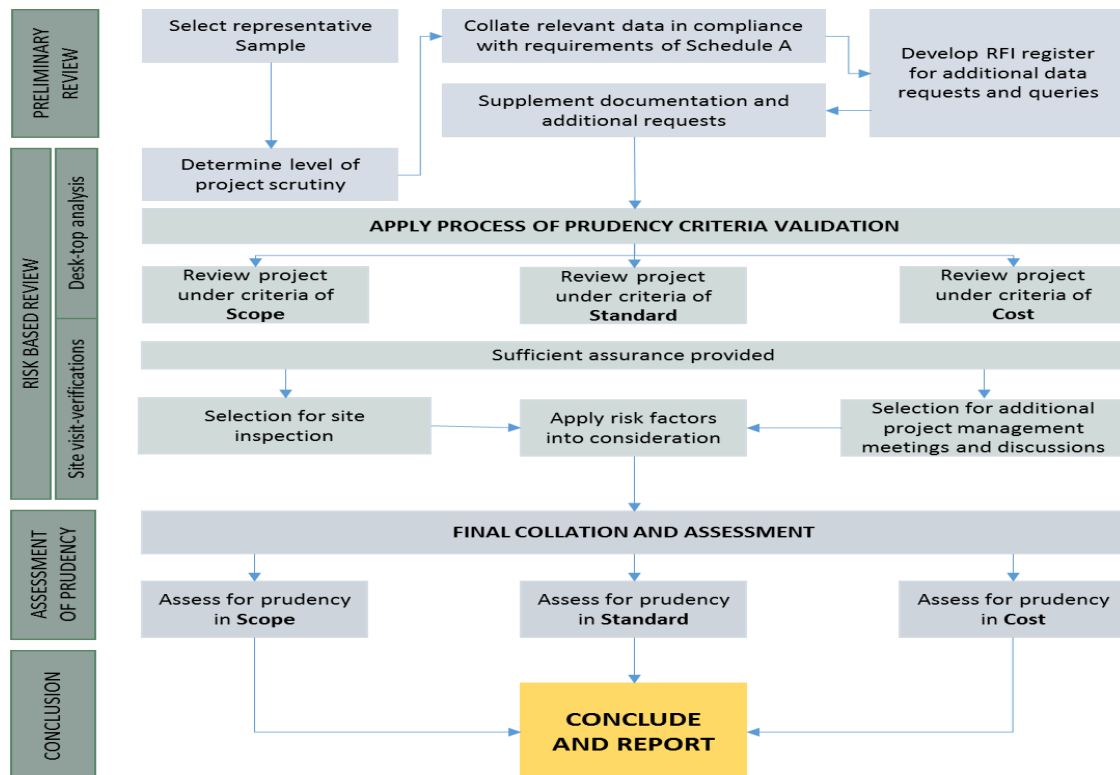 PRELIMINARY
REVIEW
Select representative
Sample
Collate relevant data in compliance
with requirements of Schedule A
Develop RFI register
for additional data
requests and queries
Supplement documentation and
additional requests
Determine level of
project scrutiny
RISK BASED REVIEW
Desk-top analysis
APPLY PROCESS OF PRUDENCY CRITERIA VALIDATION
Review project
under criteria of
Scope
Review project
under criteria of
Standard
Review project
under criteria of
Cost
Site visit-verifications
Sufficient assurance provided
Selection for site
inspection
Apply risk factors
into consideration
Selection for additional
project management
meetings and discussions
ASSESSMENT
OF PRUDENCY
FINAL COLLATION AND ASSESSMENT
Assess for prudency
in Scope
Assess for prudency
in Standard
Assess for prudency
in Cost
CONCLUSION
CONCLUDE
AND REPORT